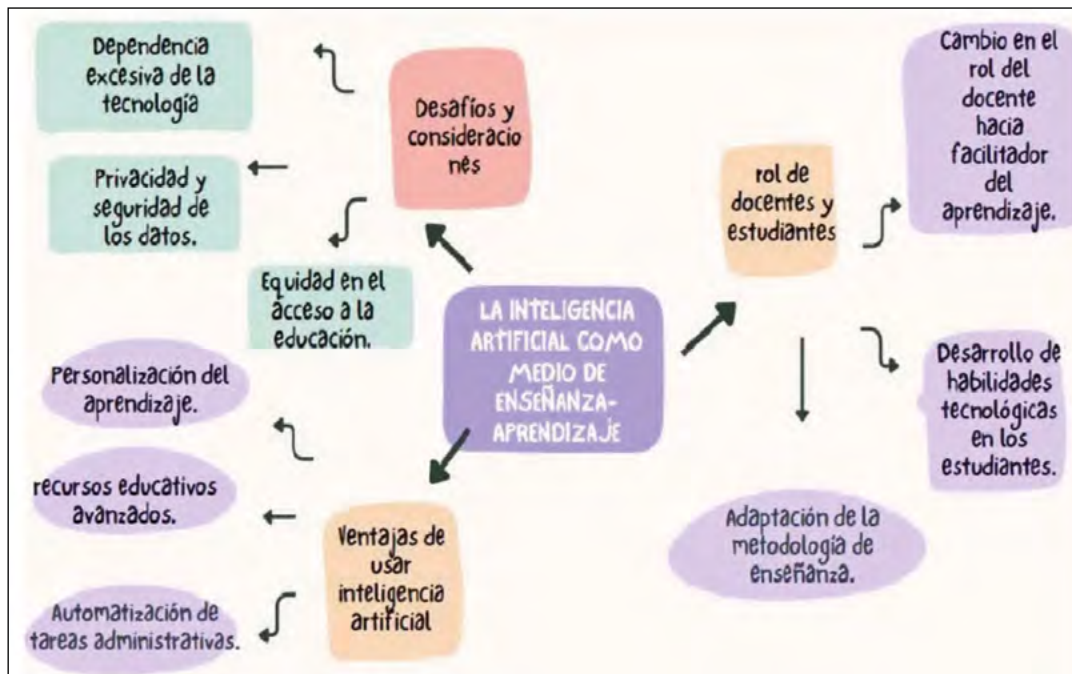 Dependencia
excesiva de la
tecnología
Privacidad y
seguridad de
los datos.
Equidad en el
acceso a la
educación.
Desafíos y
consideracio
nes
rol de
docentes y
estudiantes
Cambio en el
rol del
docente
hacia
facilitador
del
aprendizaje.
Desarrollo de
habilidades
tecnológicas
en los
estudiantes.
Adaptación de la
metodología de
enseñanza.
LA INTELIGENCIA
ARTIFICIAL COMO
MEDIO DE
ENSEÑANZA-
APRENDIZAJE
Personalización del
aprendizaje.
recursos educativos
avanzados.
Automatización de
tareas administrativas.
Ventajas de
usar
inteligencia
artificial